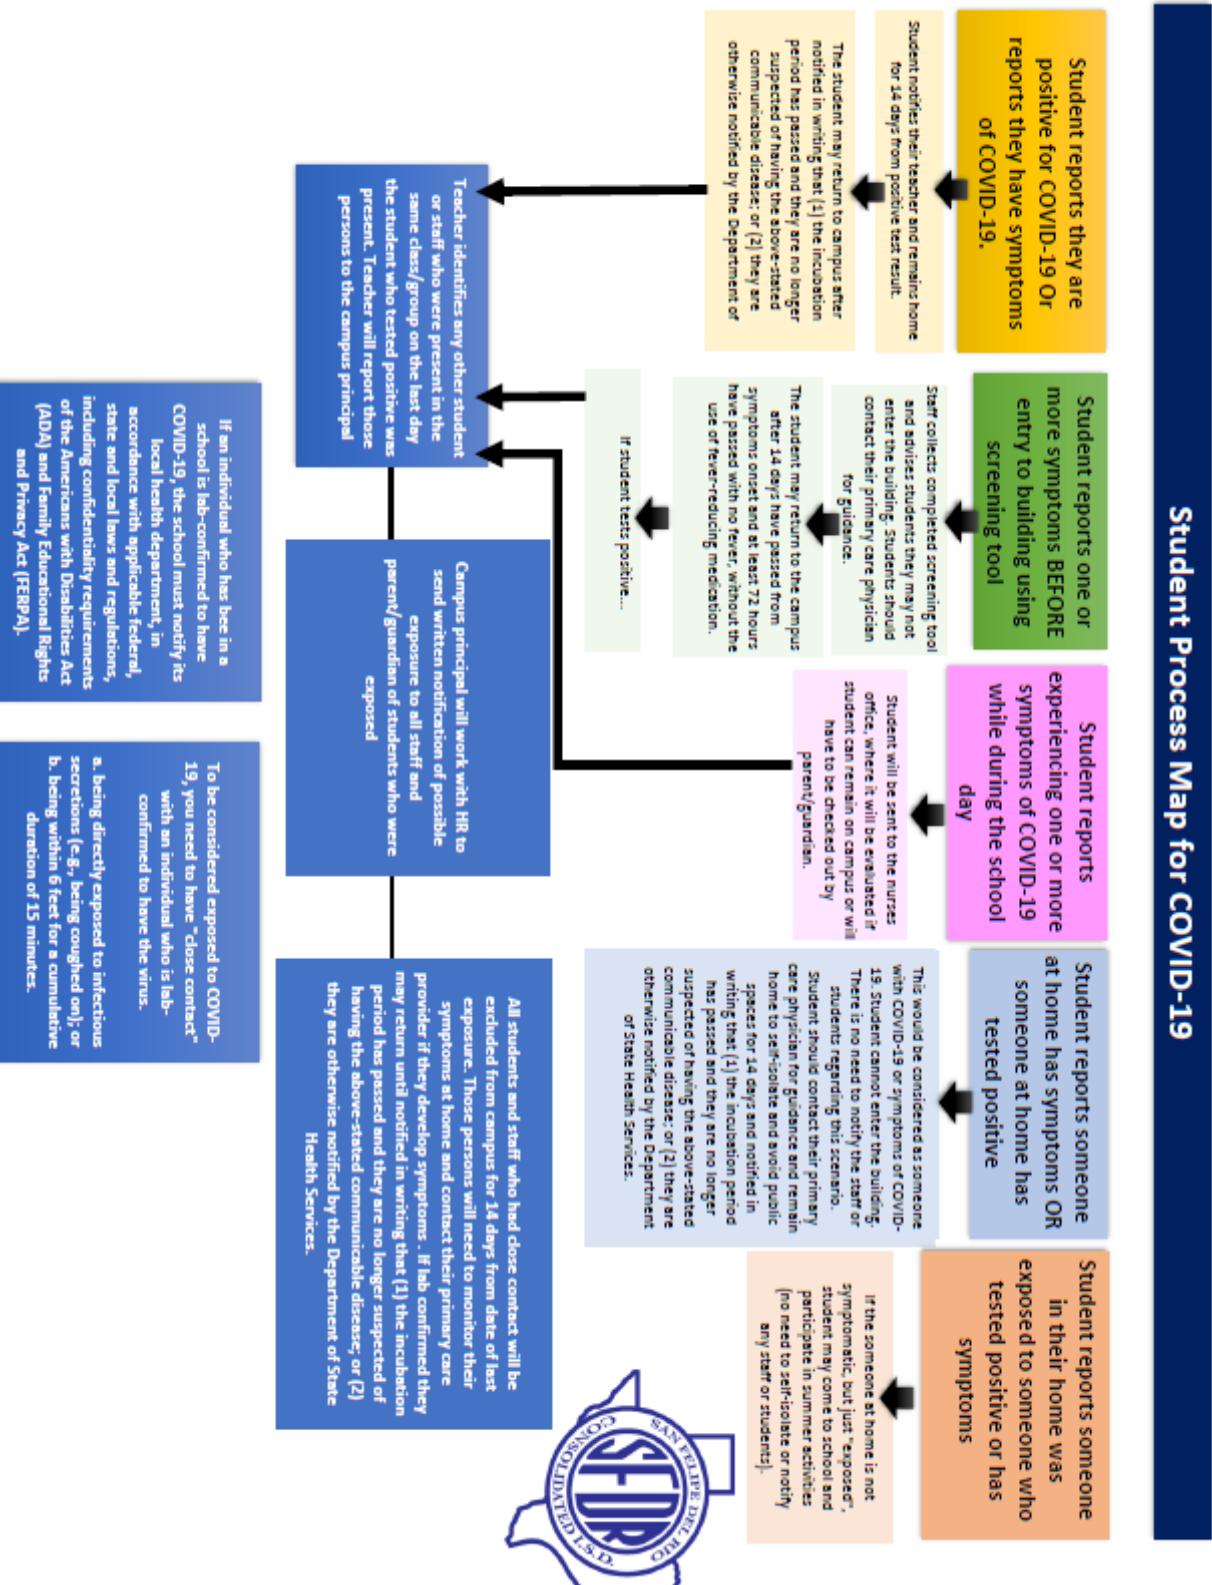 Student Process Map for COVID-19
Student reports they are
positive for COVID-19 Or
reports they have symptoms
of COVID-19.
Student notifies their teacher and remains home
for 14 days from positive test result.
The student may return to campus after
notified in writing that (1) the incubation
period has passed and they are no longer
suspected of having the above-stated
communicable disease; or (2) they are
otherwise notified by the Department of
Student reports one or
more symptoms BEFORE
entry to building using
screening tool
Staff collects completed screening tool
and advises students they may not
enter the building. Students should
contact their primary care physician
for guidance.
The student may return to the campus
after 14 days have passed from
symptoms onset and at least 72 hours
have passed with no fever, without the
use of fever-reducing medication.
If student tests positive...
Student reports
experiencing one or more
symptoms of COVID-19
while during the school
day
Student will be sent to the nurses
office, where it will be evaluated if
student can remain on campus or will
have to be checked out by
parent/guardian.
Student reports someone
at home has symptoms OR
someone at home has
tested positive
This would be considered as someone
with COVID-19 or symptoms of COVID-
19. Student cannot enter the building.
There is no need to notify the staff or
students regarding this scenario.
Student should contact their primary
care physician for guidance and remain
home to self-isolate and avoid public
spaces for 14 days and notified in
writing that (1) the incubation period
has passed and they are no longer
suspected of having the above-stated
communicable disease; or (2) they are
otherwise notified by the Department
of State Health Services.
Student reports someone
in their home was
exposed to someone who
tested positive or has
symptoms
If the someone at home is not
symptomatic, but just "exposed",
student may come to school and
participate in summer activities
(no need to self-isolate or notify
any staff or students).
Teacher identifies any other student
or staff who were present in the
same class/group on the last day
the student who tested positive was
present. Teacher will report those
persons to the campus principal
Campus principal will work with HR to
send written notification of possible
exposure to all staff and
parent/guardian of students who were
exposed
All students and staff who had close contact will be
excluded from campus for 14 days from date of last
exposure. Those persons will need to monitor their
symptoms at home and contact their primary care
provider if they develop symptoms . If lab confirmed they
may return until notified in writing that (1) the incubation
period has passed and they are no longer suspected of
having the above-stated communicable disease; or (2)
they are otherwise notified by the Department of State
Health Services.
If an individual who has bee in a
school is lab-confirmed to have
COVID-19, the school must notify its
local health department, in
accordance with applicable federal,
state and local laws and regulations,
including confidentiality requirements
of the Americans with Disabilities Act
(ADA) and Family Educational Rights
and Privacy Act (FERPA).
To be considered exposed to COVID-
19, you need to have "close contact"
with an individual who is lab-
confirmed to have the virus.
a. being directly exposed to infectious
secretions (e.g., being coughed on); or
b. being within 6 feet for a cumulative
duration of 15 minutes.
SAN FELIPE DEL RIO
SFDR
CONSOLIDATED I.S.D.